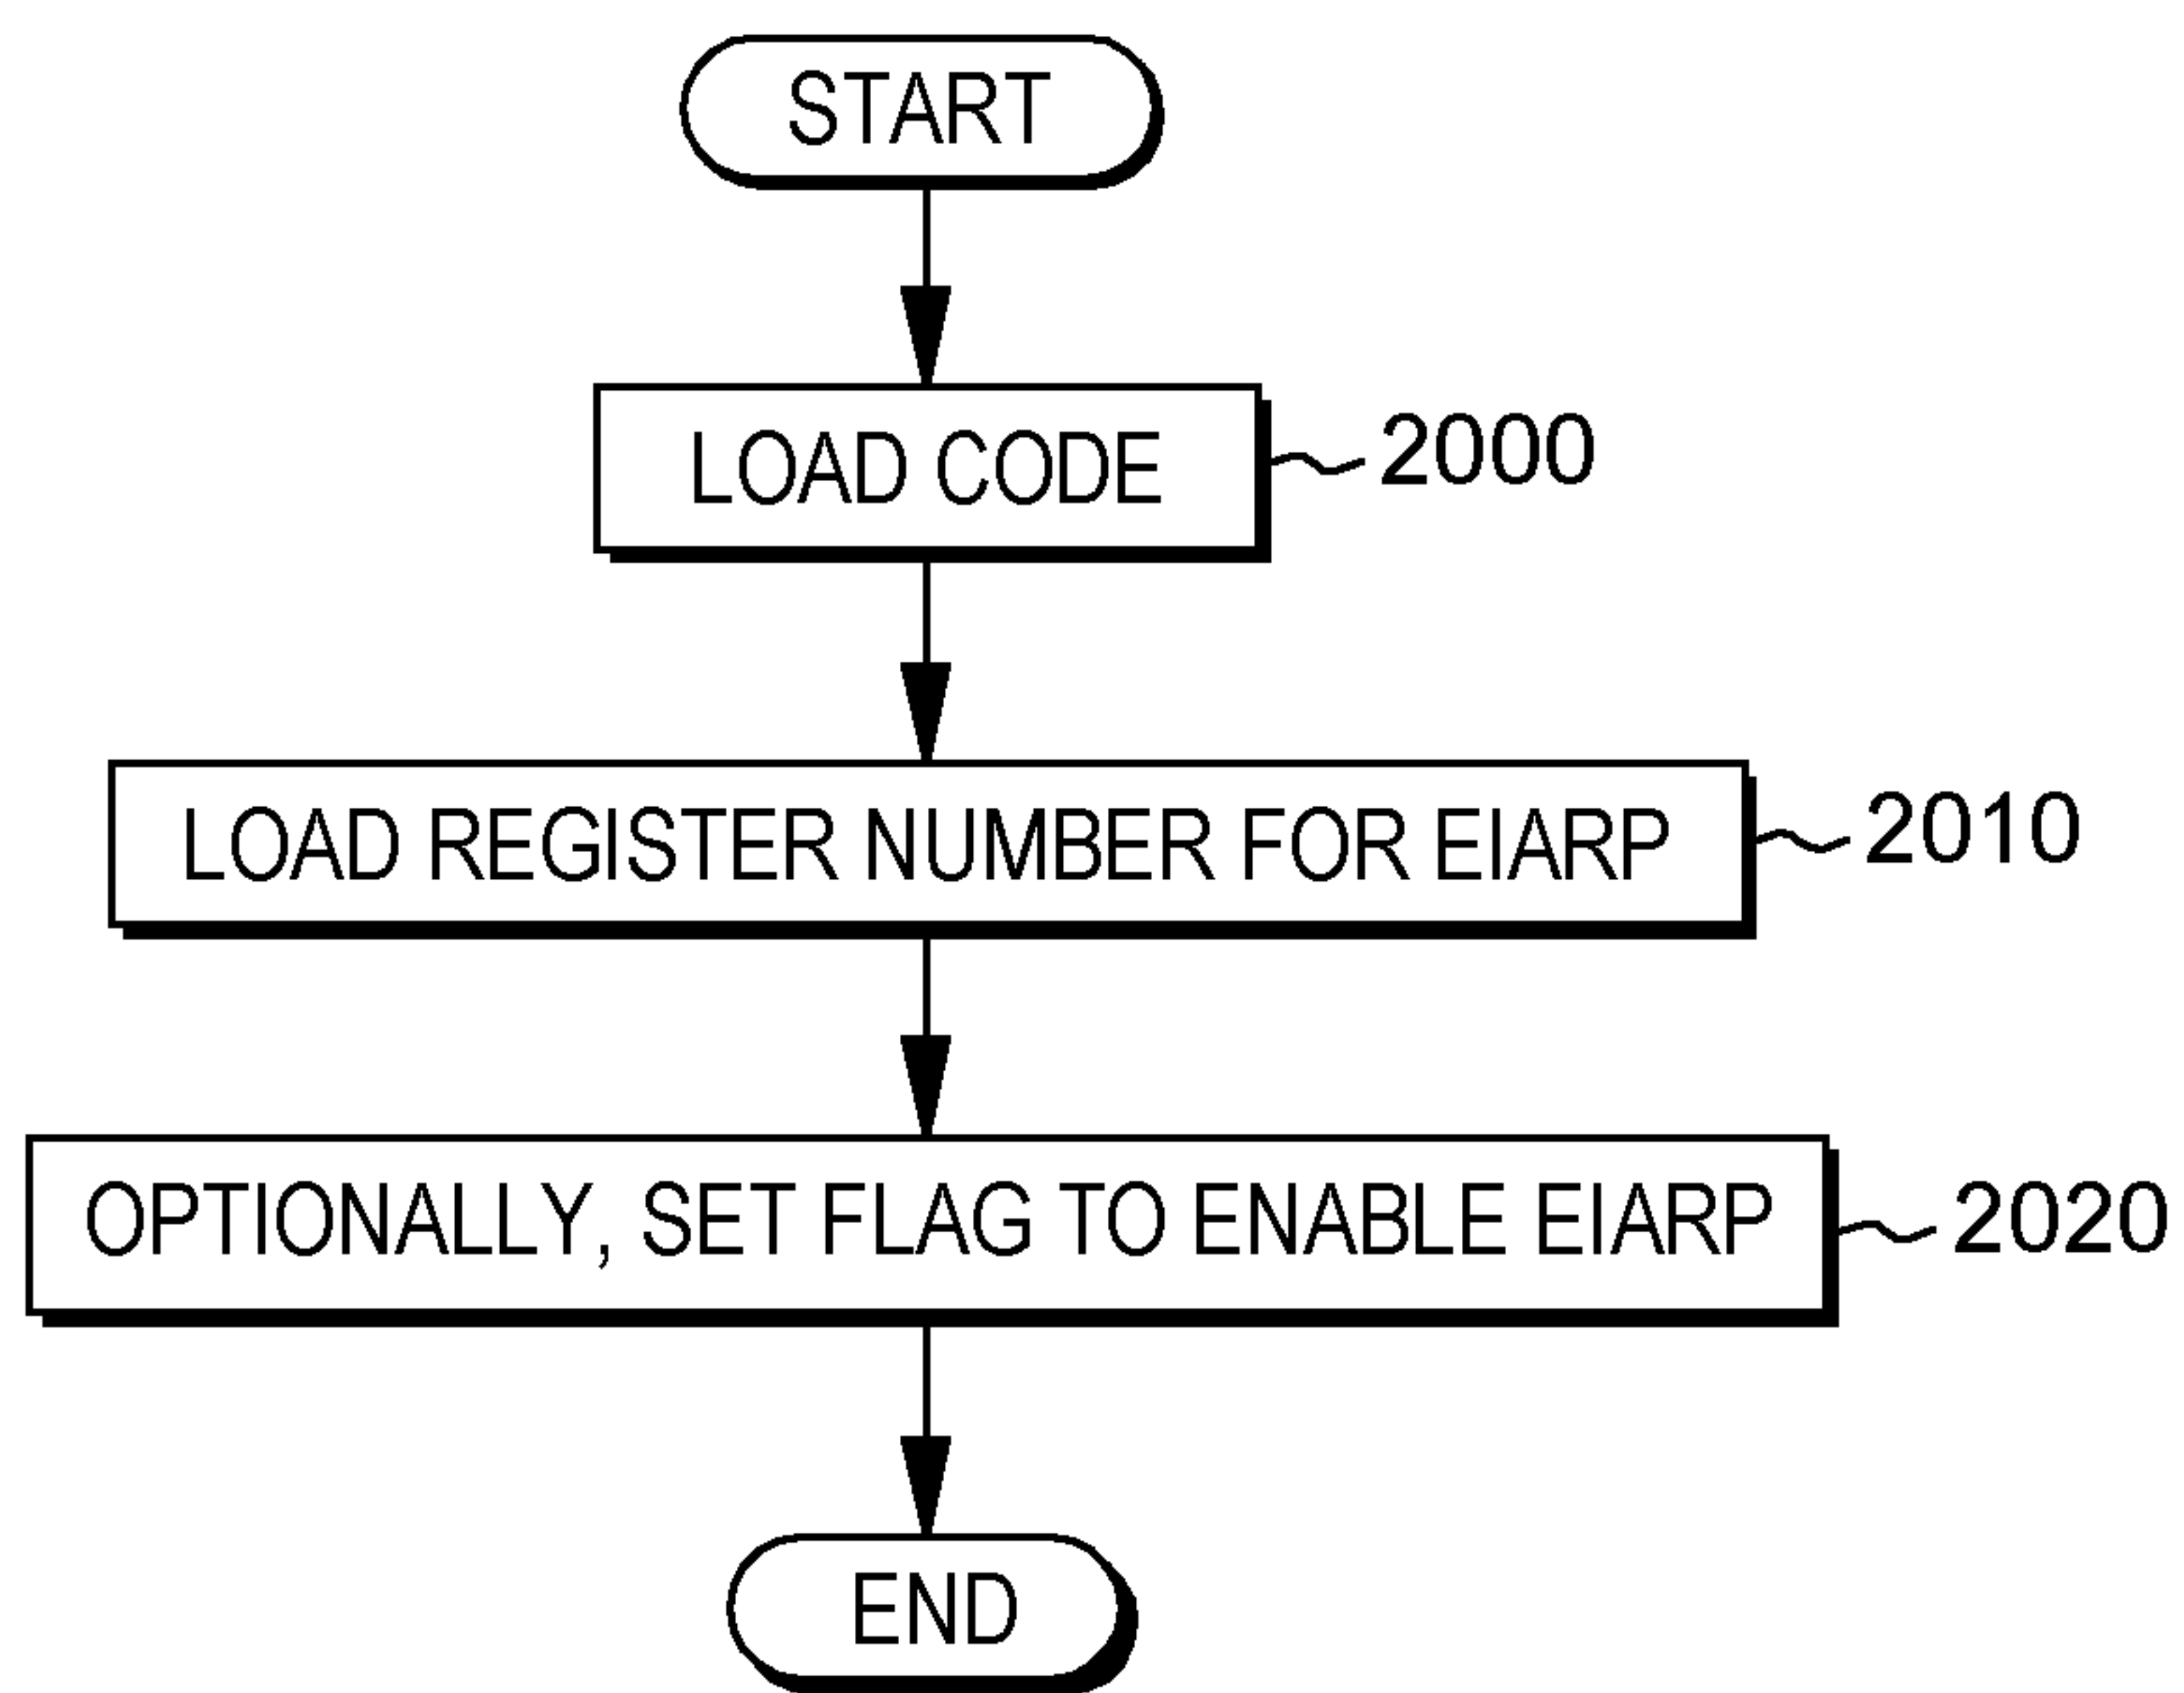 START
LOAD CODE
2000
LOAD REGISTER NUMBER FOR EIARP
2010
OPTIONALLY, SET FLAG TO ENABLE EIARP
2020
END